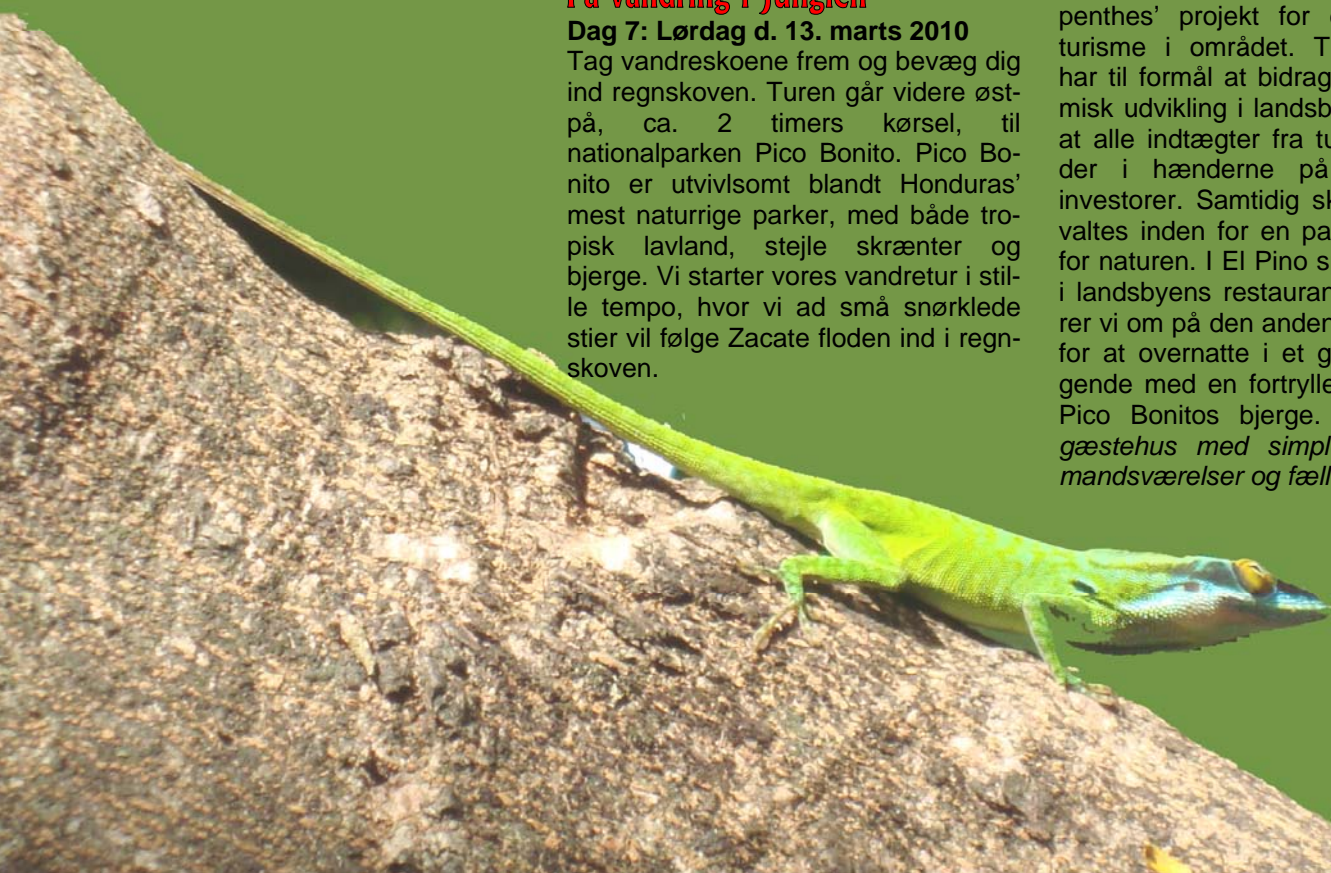 På vandring i junglen
Dag 7: Lørdag d. 13. marts 2010
Tag vandreskoene frem og bevæg dig
ind regnskoven. Turen går videre øst-
på, ca. 2 timers kørsel, til
nationalparken Pico Bonito. Pico Bo-
nito er utvivlsomt blandt Honduras'
mest naturrige parker, med både tro-
pisk lavland, stejle skrænter og
bjerge. Vi starter vores vandretur i stil-
le tempo, hvor vi ad små snørklede
stier vil følge Zacate floden ind i regn-
skoven.
penthes' projekt for
turisme i området. T
har til formål at bidrag
misk udvikling i landsb
at alle indtægter fra tu
der i hænderne på
investorer. Samtidig sk
valtes inden for en pa
for naturen. I El Pino s
i landsbyens restauran
rer vi om på den anden
for at overnatte i et g
gende med en fortrylle
Pico Bonitos bjerge.
gæstehus med simpl
mandsværelser og fæll